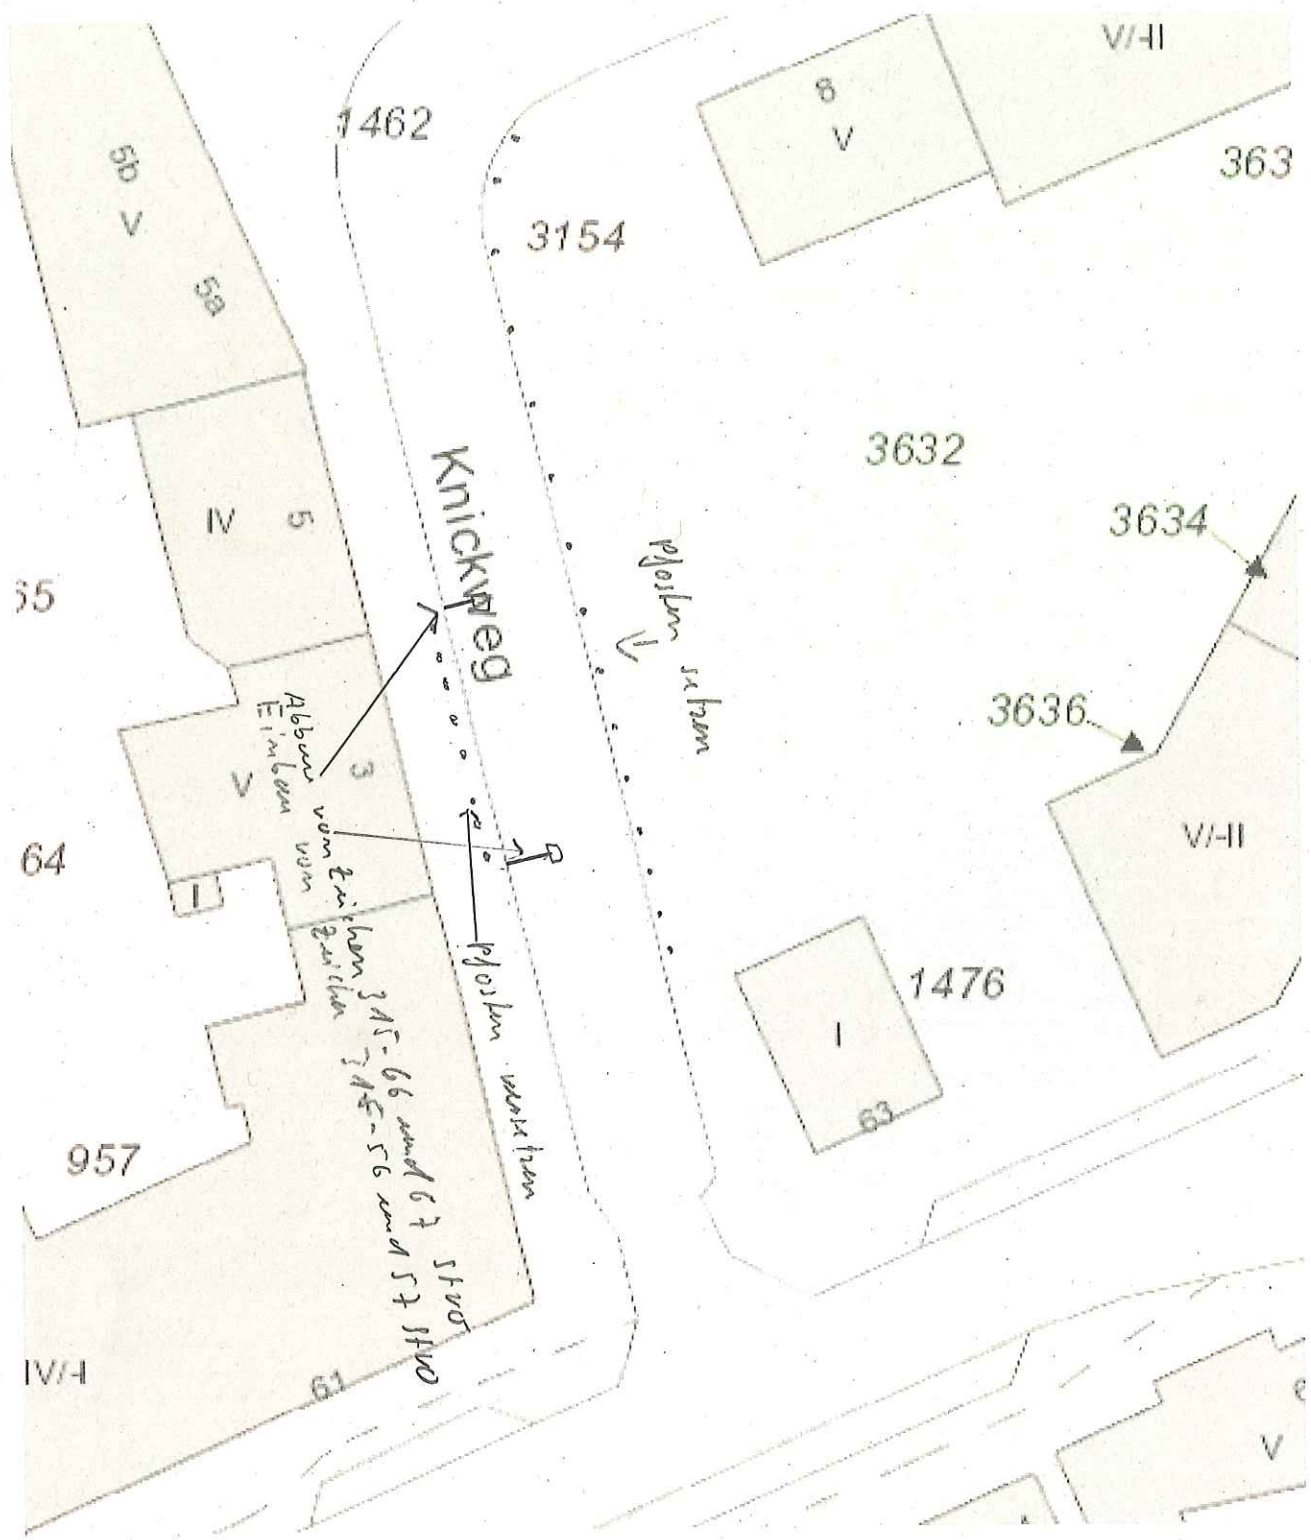 V/-II
8
V
363
1462
3154
5b
V
5a
3632
Knickweg
3634
IV
5
Pfosten setzen
65
3636
3
V
Abbau von Zeichen 315-66 und 67 StVO
Einbau von Zeichen 315-56 und 57 StVO
V/-II
64
I
Pfosten versetzen
1476
I
63
957
IV/-I
61
6
V